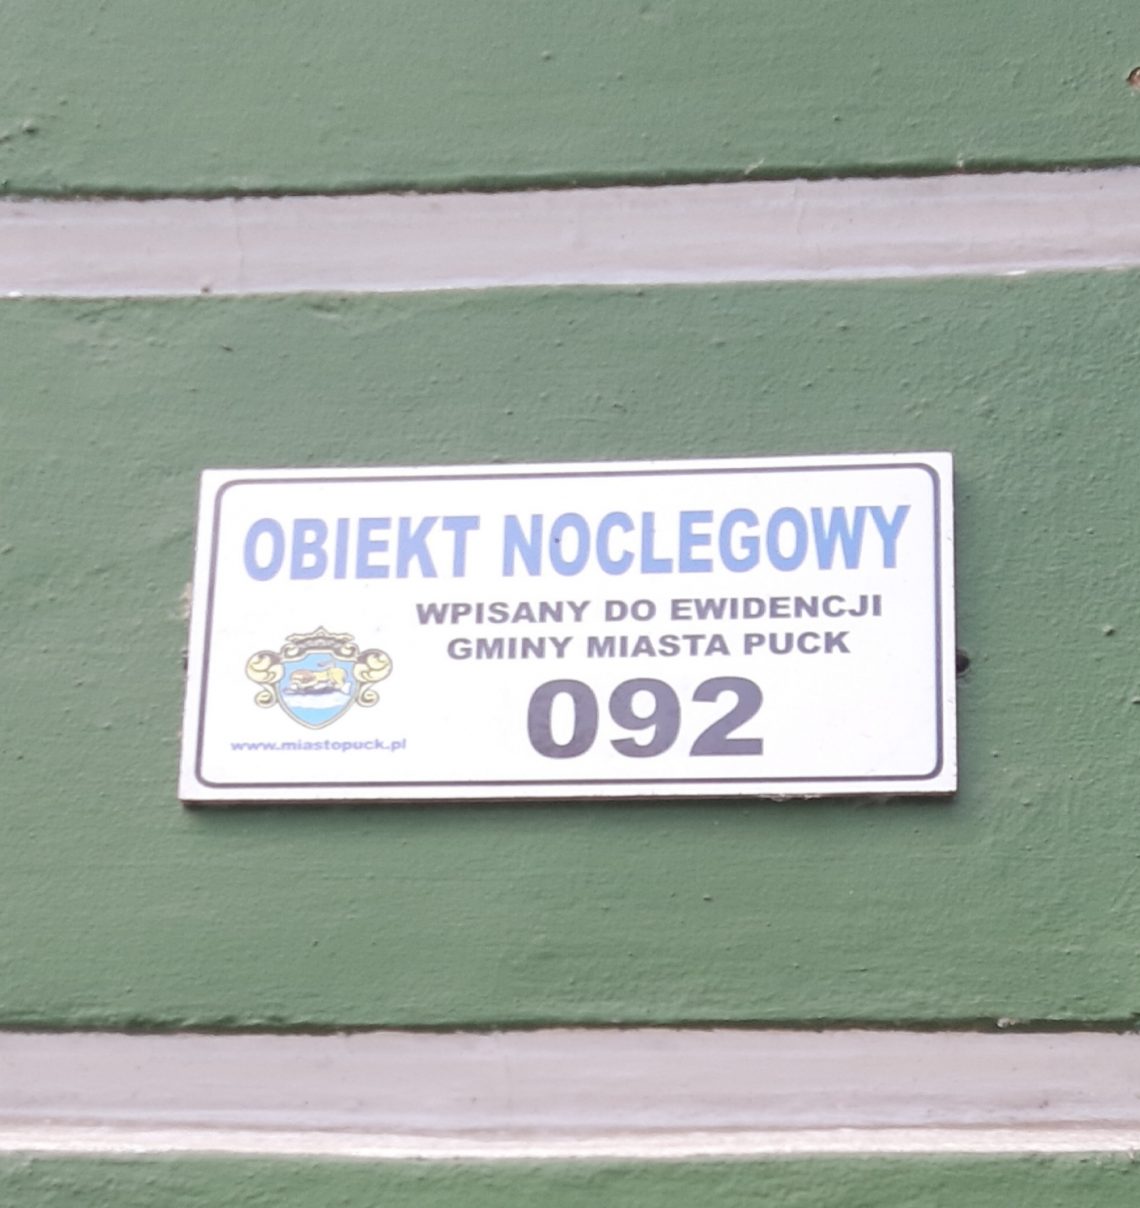 OBIEKT NOCLEGOWY
WPISANY DO EWIDENCJI
GMINY MIASTA PUCK
092
www.miastopuck.pl